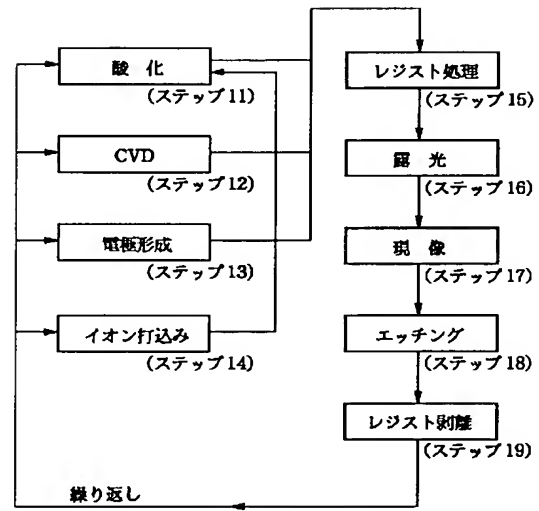 酸 化
(ステップ11)
CVD
(ステップ12)
電極形成
(ステップ13)
イオン打込み
(ステップ14)
レジスト処理
(ステップ15)
露 光
(ステップ16)
現 像
(ステップ17)
エッチング
(ステップ18)
レジスト剥離
(ステップ19)
繰り返し